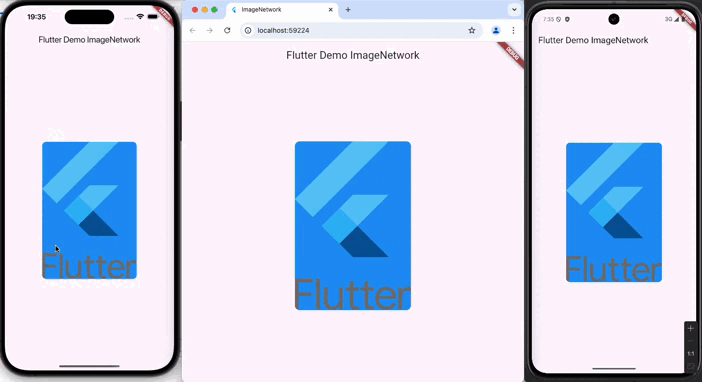 19:35
DEBUG
Flutter Demo ImageNetwork
Flutter
ImageNetwork
localhost:59224
DEBUG
Flutter Demo ImageNetwork
Flutter
7:35
3G
Flutter Demo ImageNetwork
Flutter
1:1